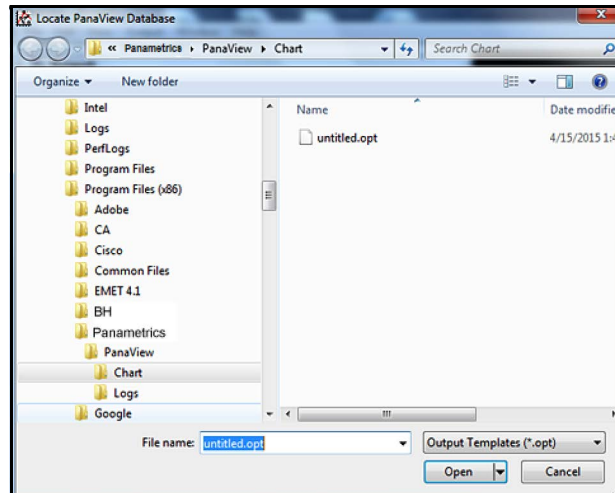 Locate PanaView Database
« Panametrics ▸ PanaView ▸ Chart
Search Chart
Organize
New folder
Intel
Logs
PerfLogs
Program Files
Program Files (x86)
Adobe
CA
Cisco
Common Files
EMET 4.1
BH
Panametrics
PanaView
Chart
Logs
Google
Name
Date modifie
untitled.opt
4/15/2015 1:4
File name:
untitled.opt
Output Templates (*.opt)
Open
Cancel